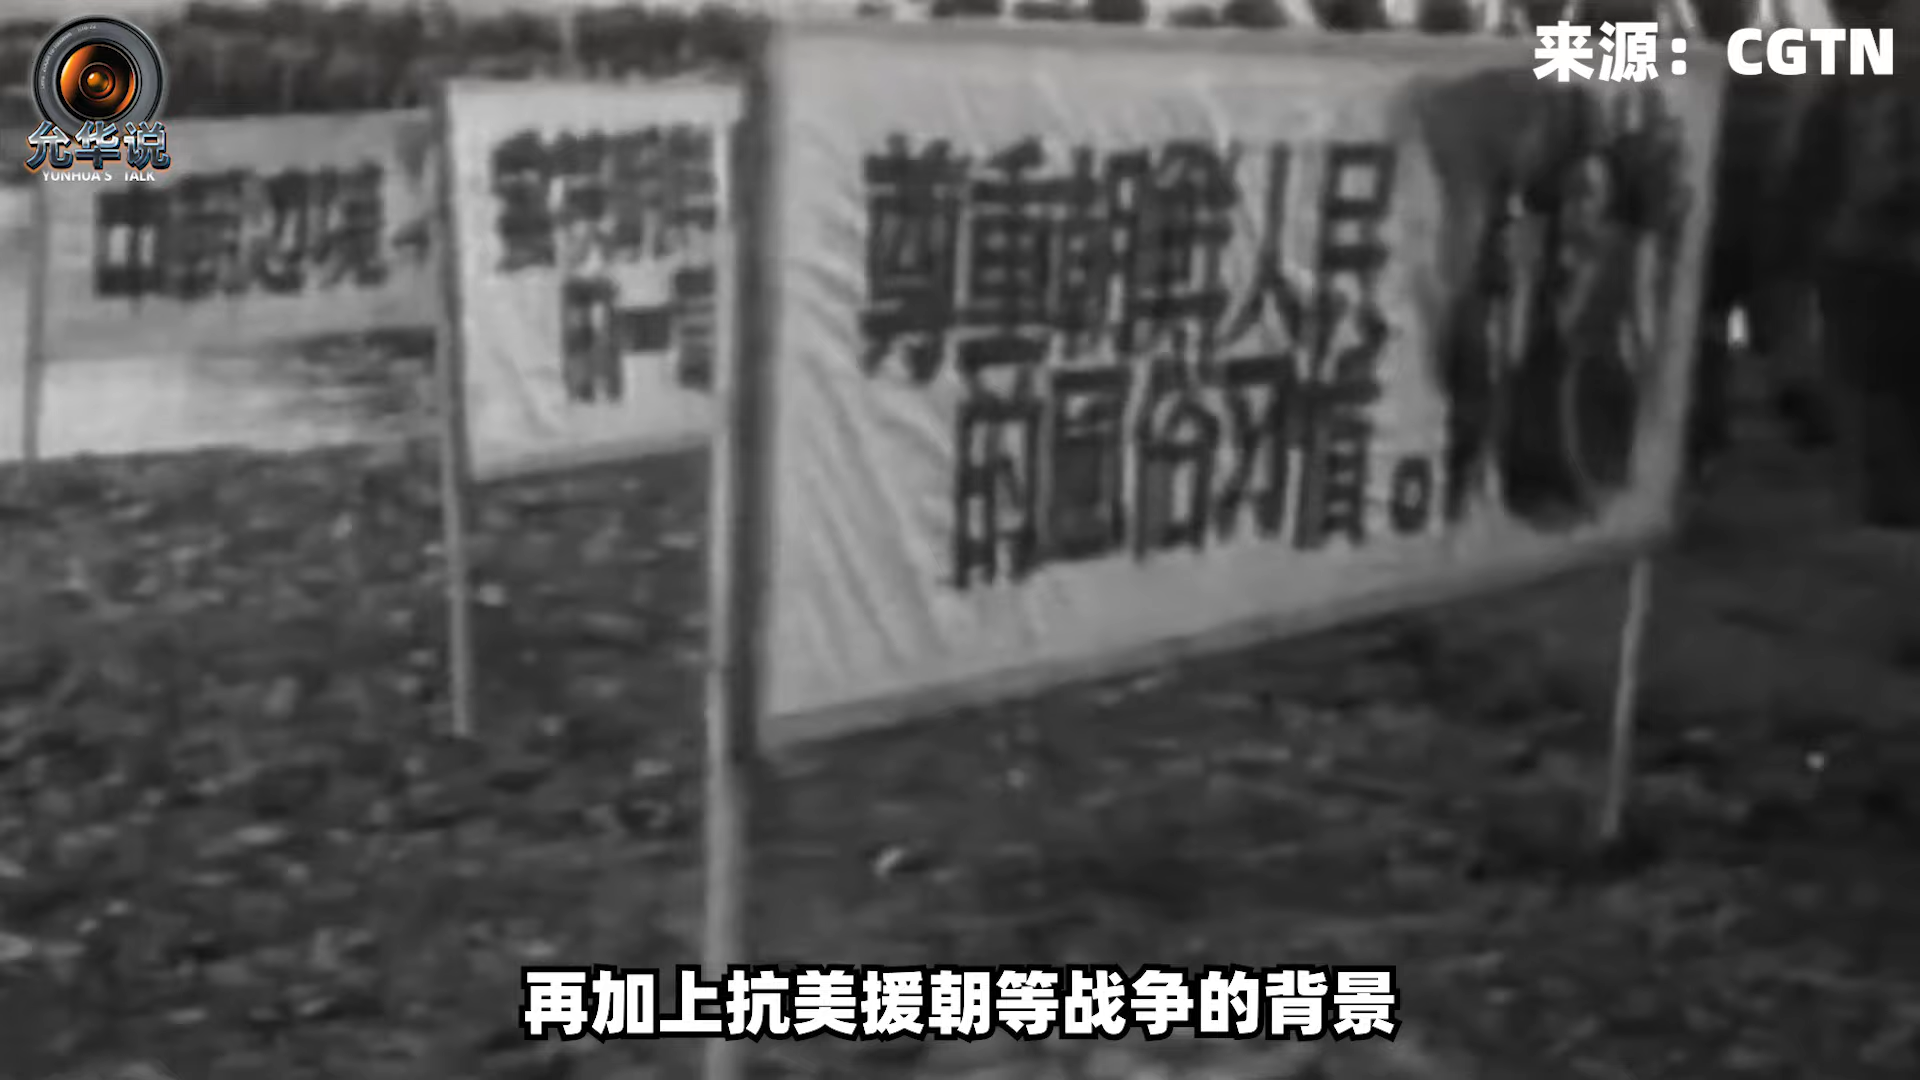 来源：CGTN
允华说
YUNHUA'S TALK
尊重朝鲜人民
的风俗习惯。
再加上抗美援朝等战争的背景